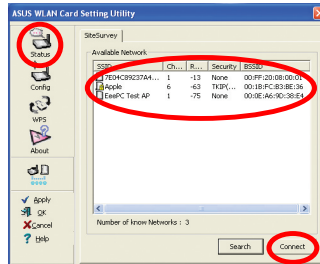 ASUS WLAN Card Setting Utility
Status
Config
WPS
About
Apply
OK
Cancel
Help
SiteSurvey
Available Network
SSID Ch... R... Security BSSID
7E04C89237A4... 1 -13 None 00:FF:20:08:00:01
Apple 6 -63 TKIP(... 00:1B:FC:B3:BE:36
EeePC Test AP 1 -75 None 00:0E:A6:9D:38:E4
Number of know Networks : 3
Search Connect